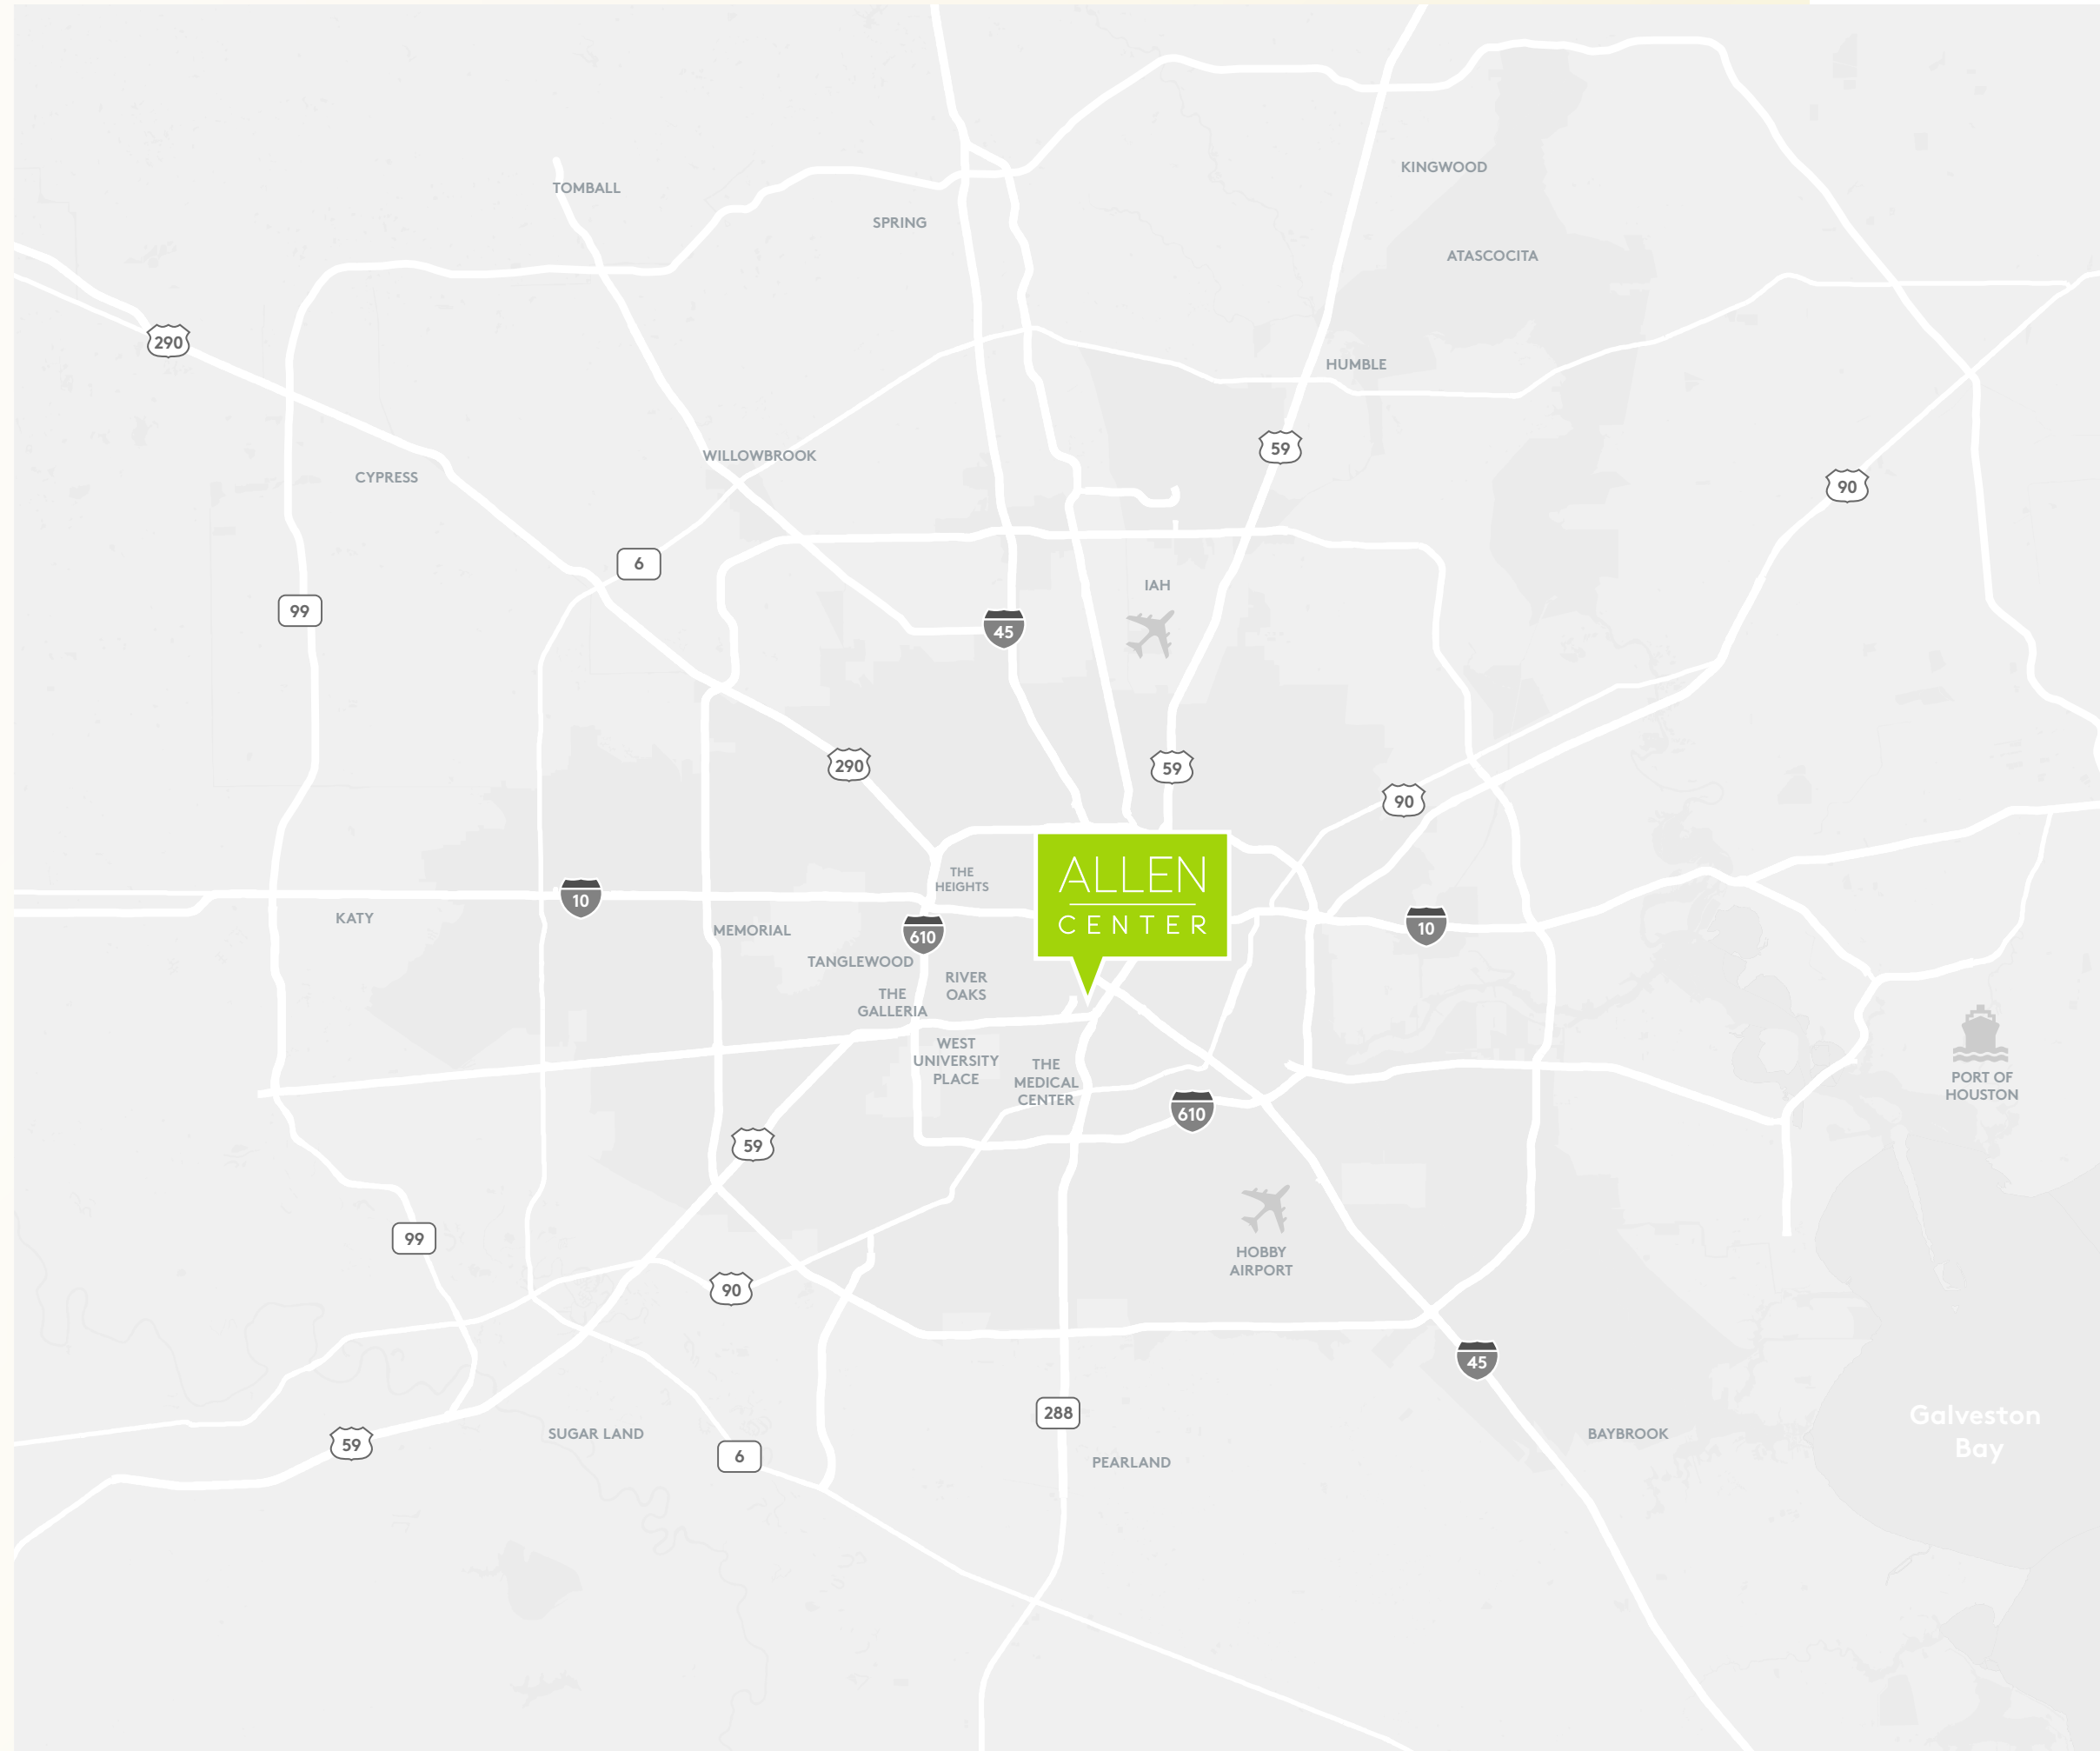 KINGWOOD
TOMBALL
SPRING
ATASCOCITA
290
HUMBLE
59
WILLOWBROOK
CYPRESS
90
6
IAH
99
45
290
59
90
ALLEN
CENTER
THE
HEIGHTS
10
KATY
10
MEMORIAL
610
TANGLEWOOD
RIVER
OAKS
THE
GALLERIA
WEST
UNIVERSITY
PLACE
THE
MEDICAL
CENTER
PORT OF
HOUSTON
610
59
99
HOBBY
AIRPORT
90
45
288
Galveston
Bay
59
SUGAR LAND
BAYBROOK
6
PEARLAND